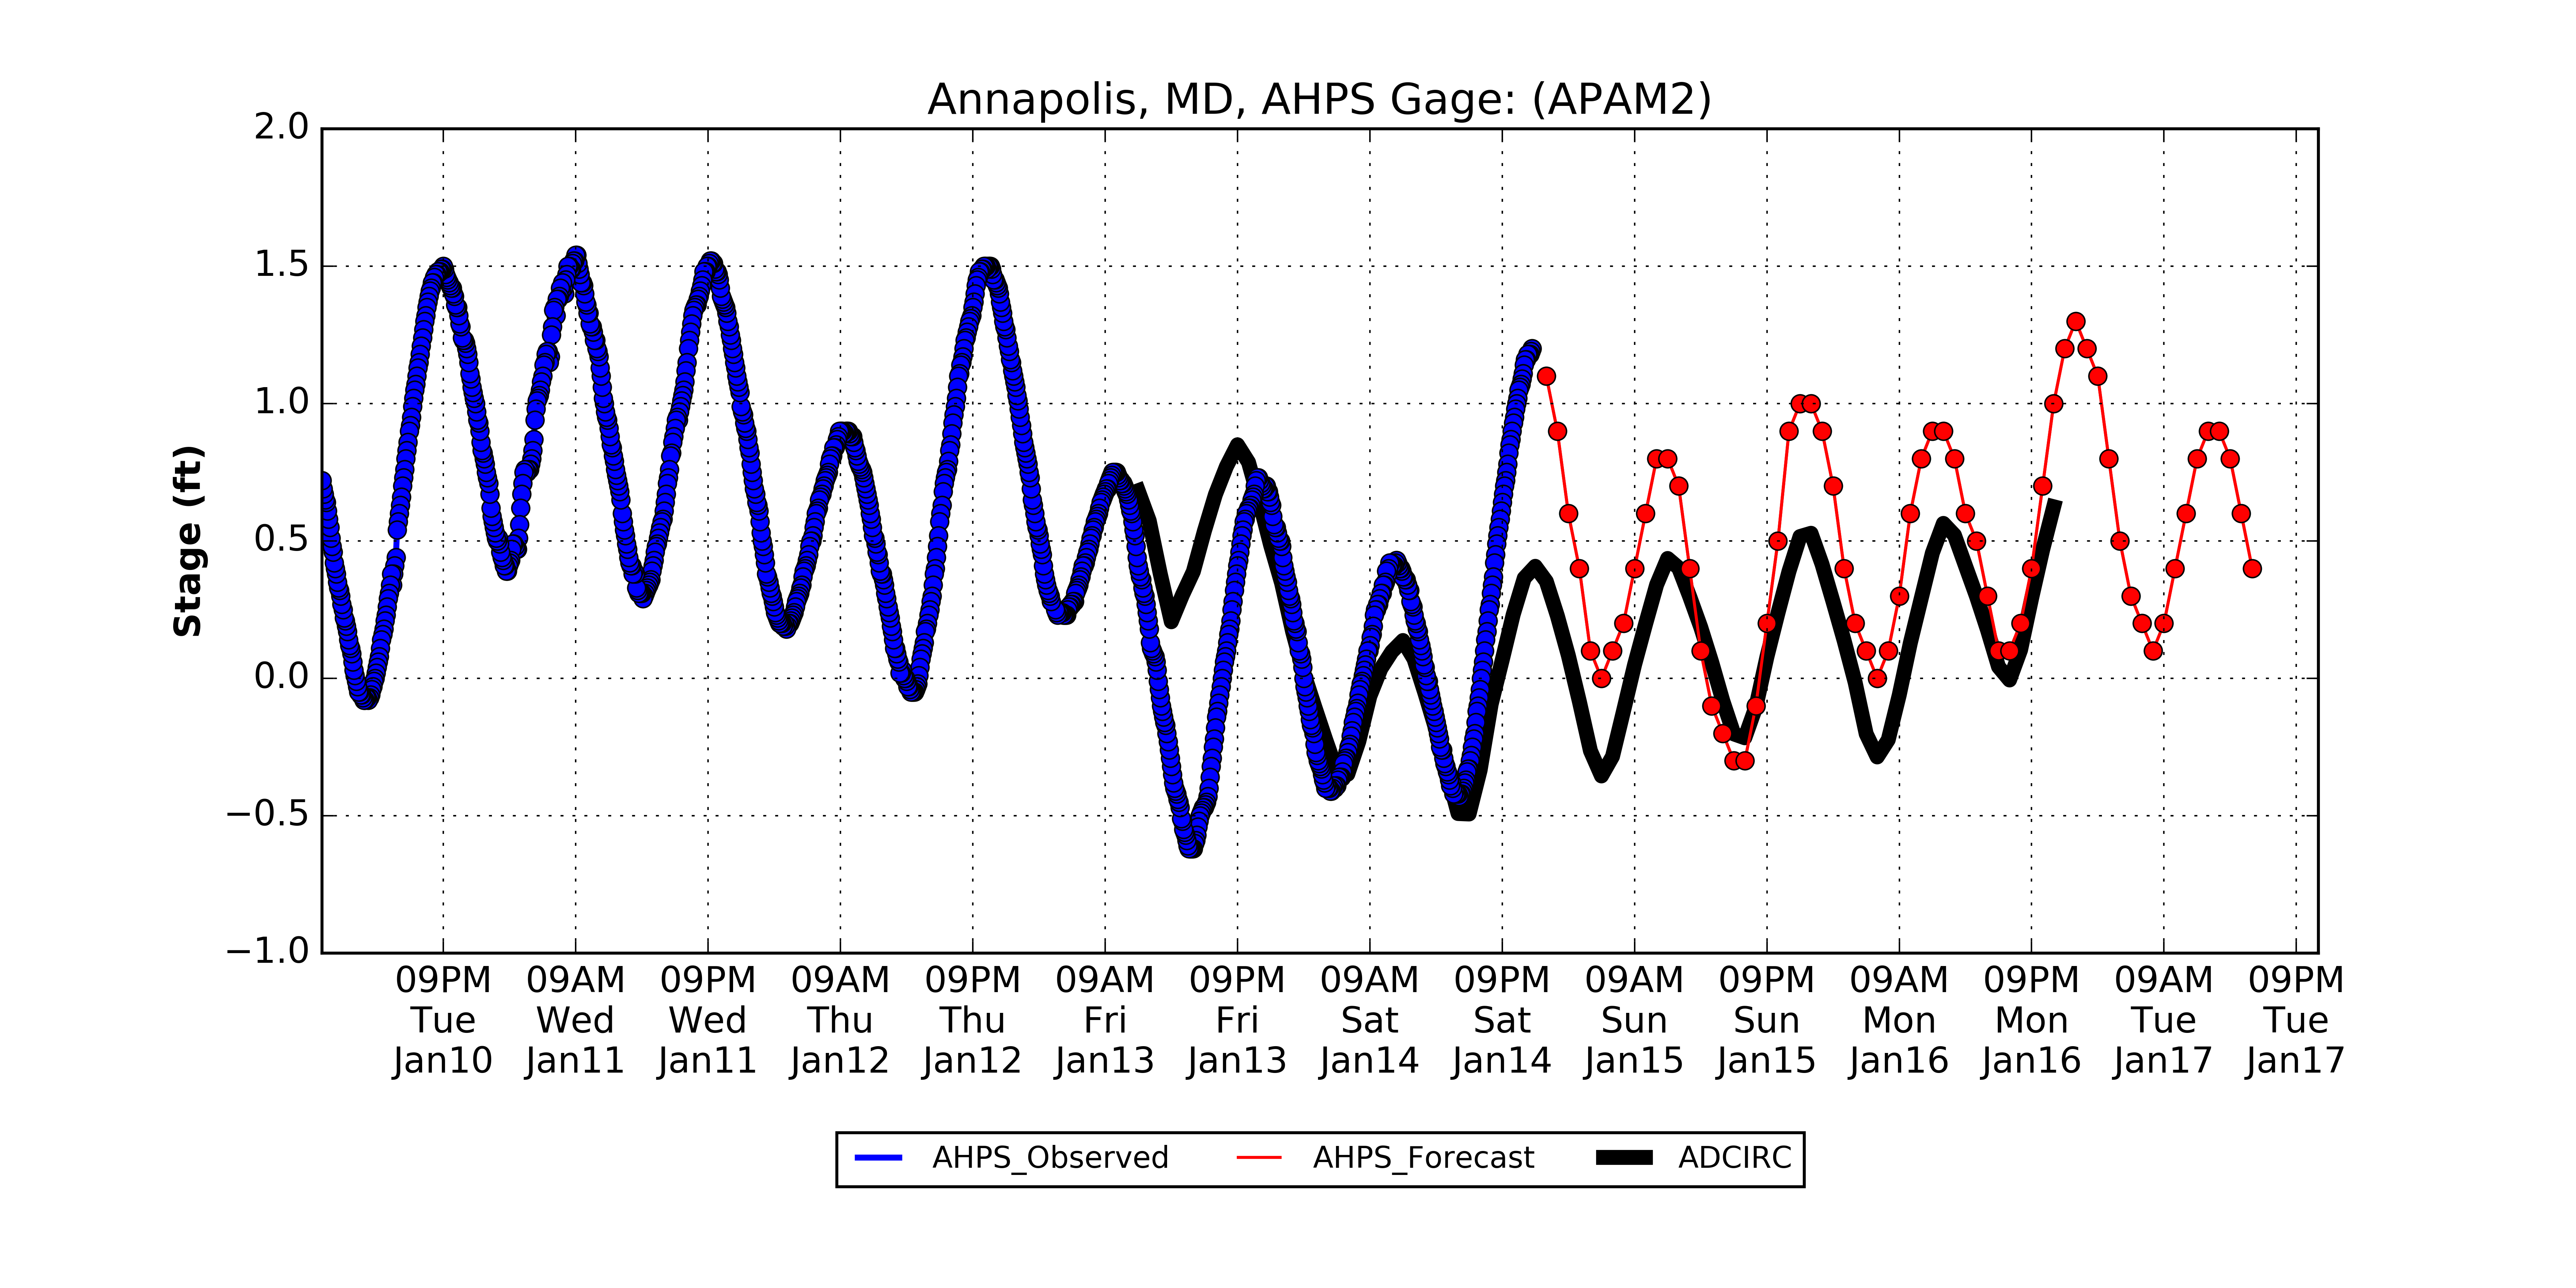 Annapolis, MD, AHPS Gage: (APAM2)
2.0
1.5
1.0
0.5
0.0
−0.5
−1.0
Stage (ft)
09PM 09AM 09PM 09AM 09PM 09AM 09PM 09AM 09PM 09AM 09PM 09AM 09PM 09AM 09PM
Tue Wed Wed Thu Thu Fri Fri Sat Sat Sun Sun Mon Mon Tue Tue
Jan10 Jan11 Jan11 Jan12 Jan12 Jan13 Jan13 Jan14 Jan14 Jan15 Jan15 Jan16 Jan16 Jan17 Jan17
AHPS_Observed AHPS_Forecast ADCIRC